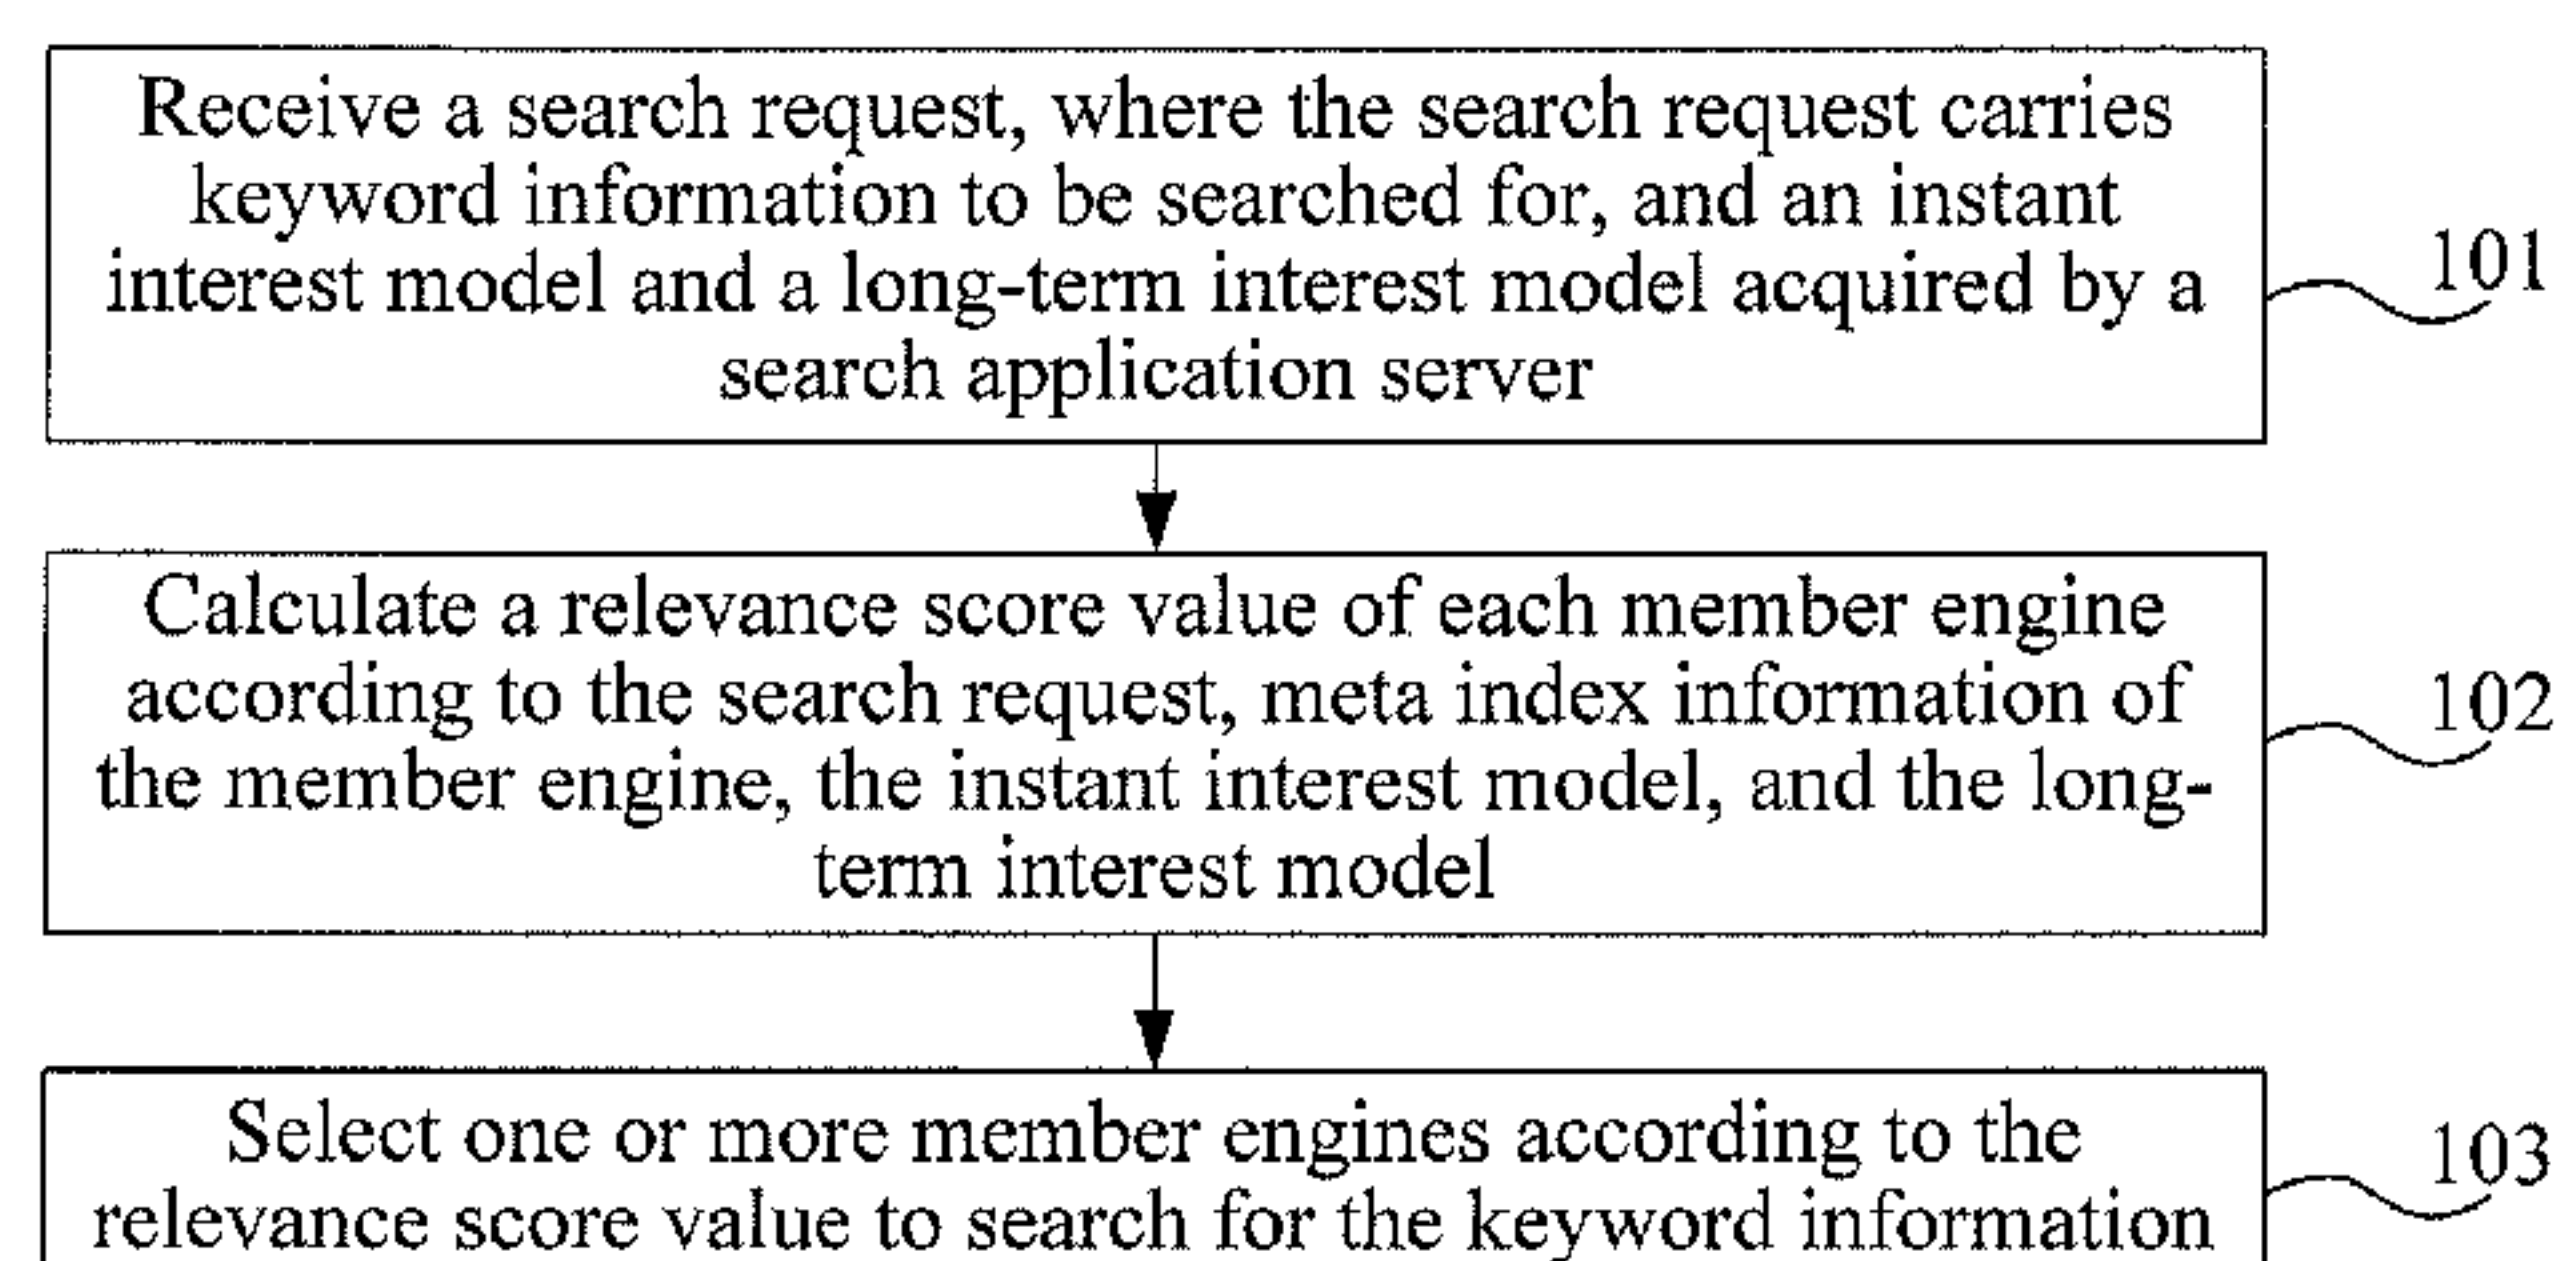 Receive a search request, where the search request carries
keyword information to be searched for, and an instant
interest model and a long-term interest model acquired by a
search application server
101
Calculate a relevance score value of each member engine
according to the search request, meta index information of
the member engine, the instant interest model, and the long-
term interest model
102
Select one or more member engines according to the
relevance score value to search for the keyword information
103